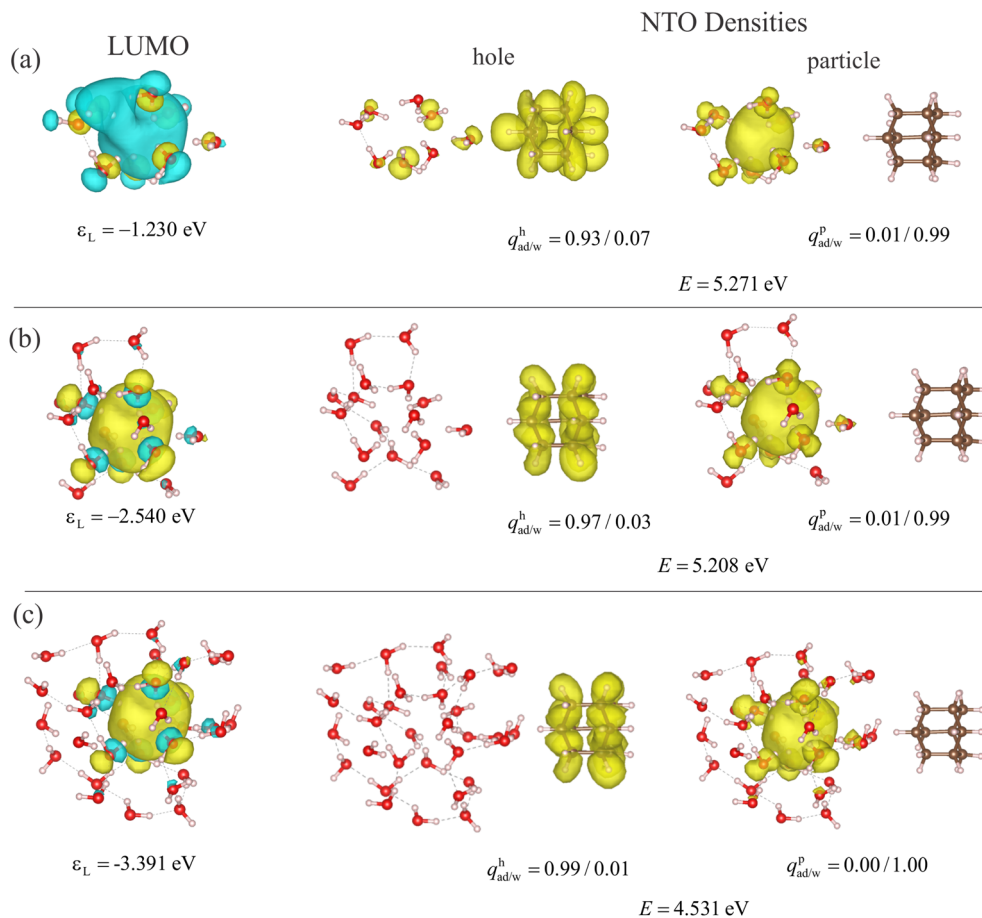 NTO Densities
LUMO
hole
particle
(a)
ε_L = −1.230 eV
q^h_ad/w = 0.93 / 0.07
q^p_ad/w = 0.01 / 0.99
E = 5.271 eV
(b)
ε_L = −2.540 eV
q^h_ad/w = 0.97 / 0.03
q^p_ad/w = 0.01 / 0.99
E = 5.208 eV
(c)
ε_L = -3.391 eV
q^h_ad/w = 0.99 / 0.01
q^p_ad/w = 0.00 / 1.00
E = 4.531 eV